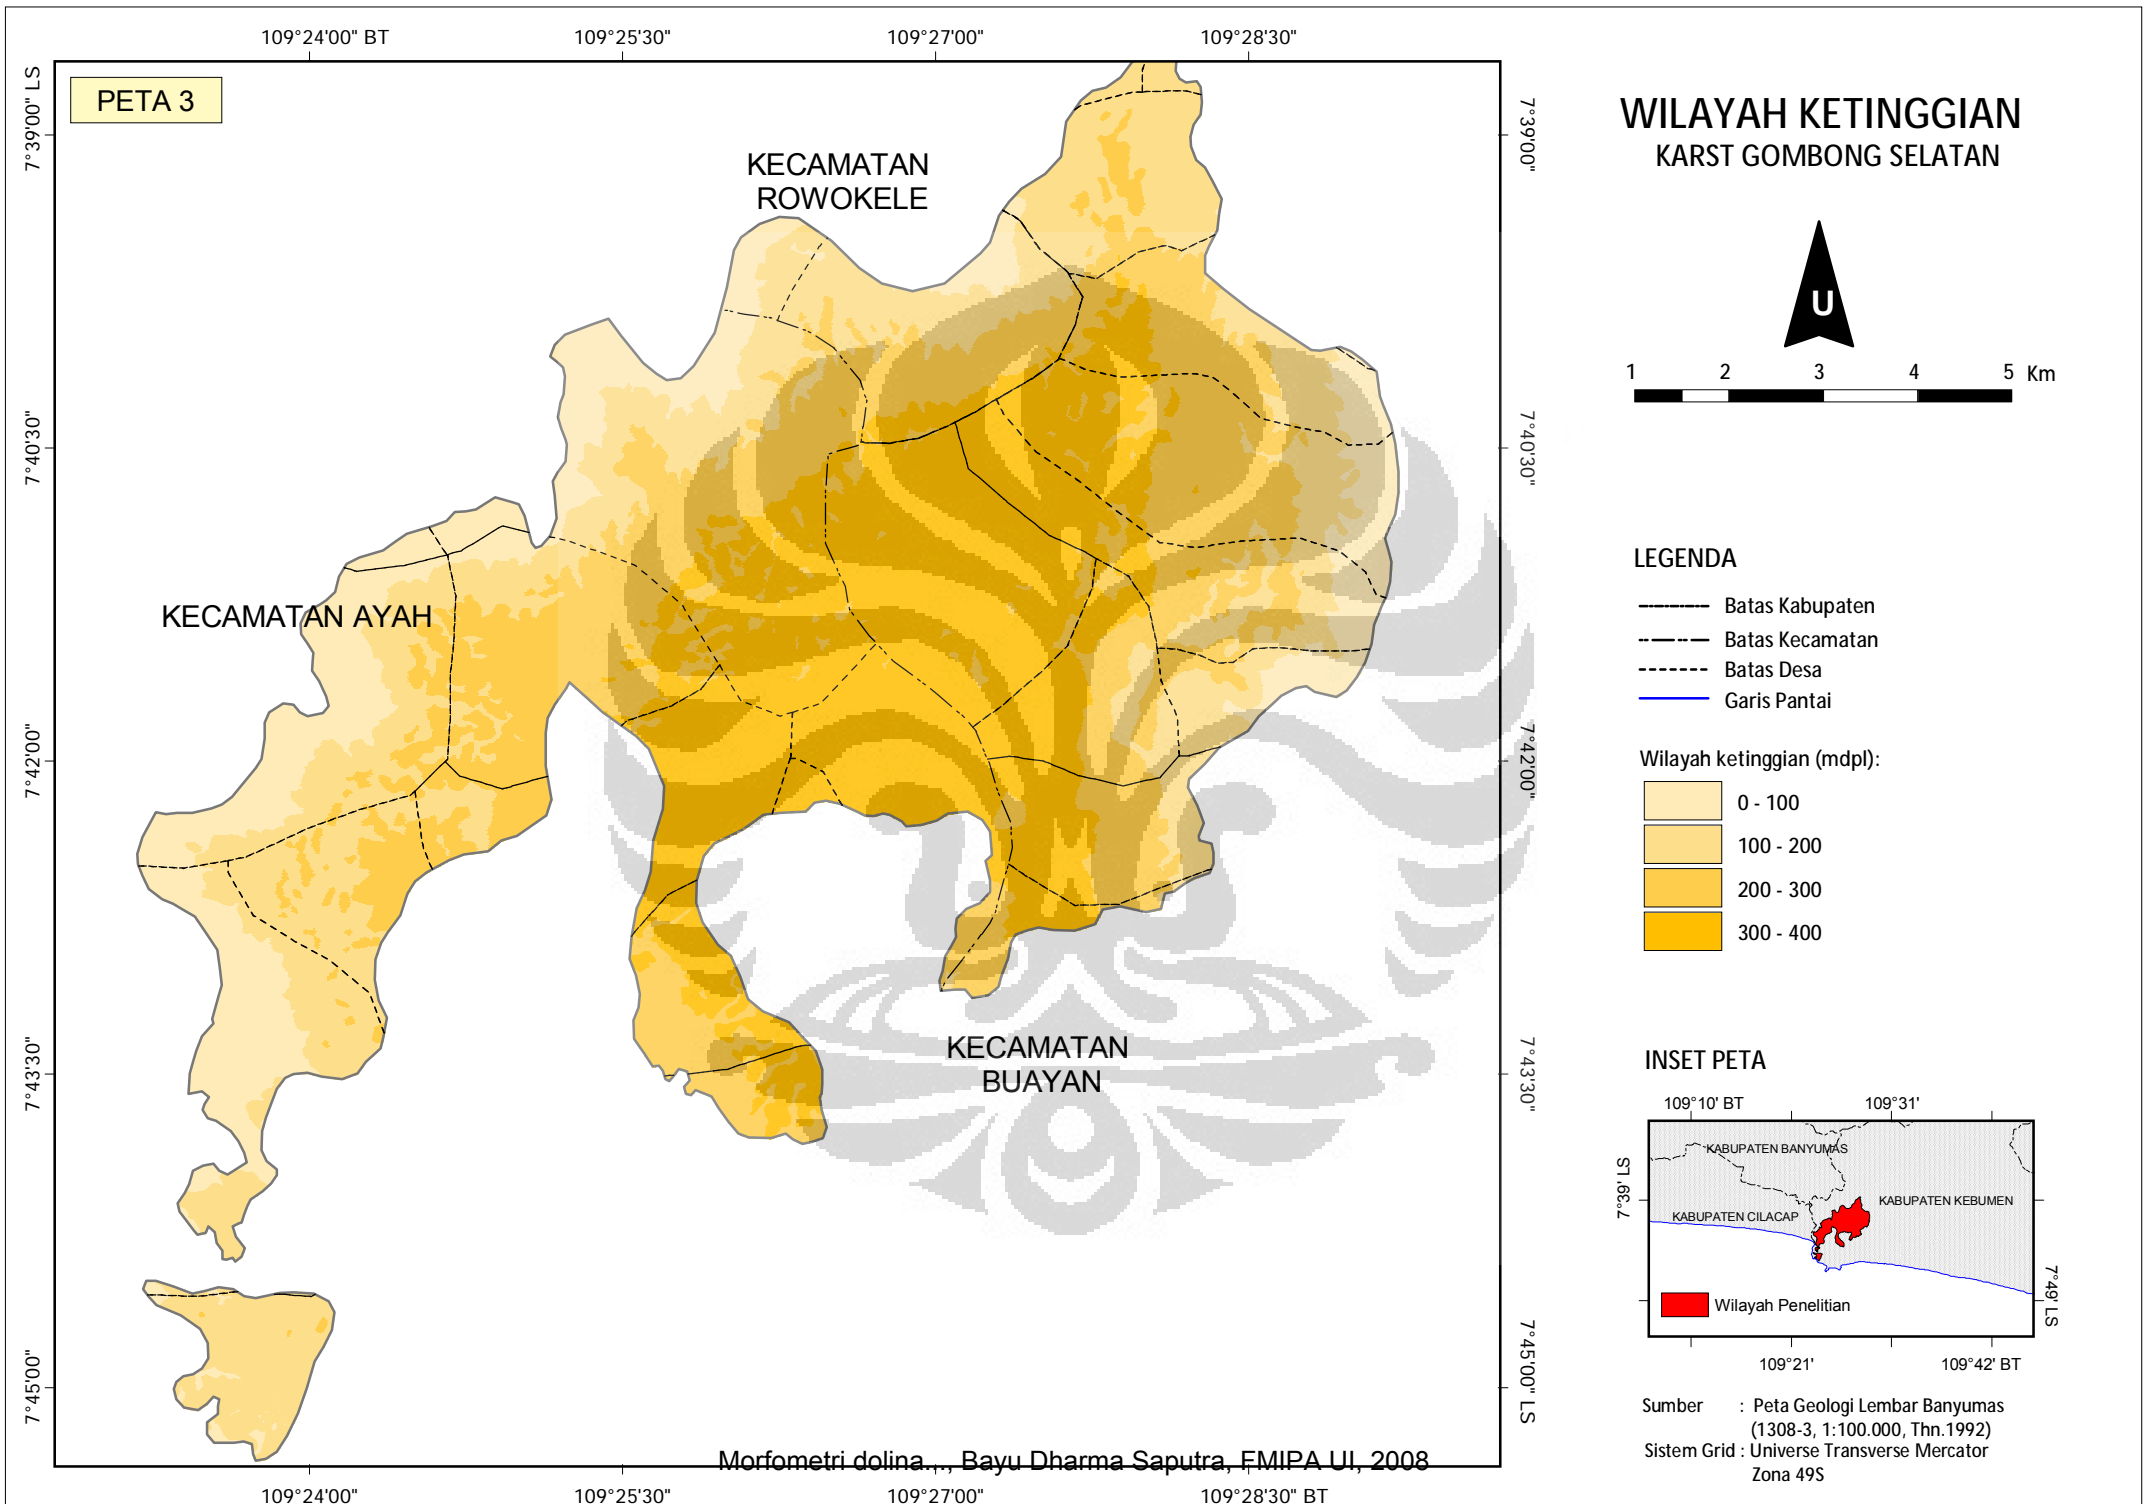 109°24'00" BT
109°25'30"
109°27'00"
109°28'30"
PETA 3
7°39'00" LS
7°40'30"
7°42'00"
7°43'30"
7°45'00"
KECAMATAN
ROWOKELE
KECAMATAN AYAH
KECAMATAN
BUAYAN
7°39'00"
7°40'30"
7°42'00"
7°43'30"
7°45'00" LS
Morfometri dolina..., Bayu Dharma Saputra, FMIPA UI, 2008
109°24'00"
109°25'30"
109°27'00"
109°28'30" BT
WILAYAH KETINGGIAN
KARST GOMBONG SELATAN
U
1 2 3 4 5 Km
LEGENDA
Batas Kabupaten
Batas Kecamatan
Batas Desa
Garis Pantai
Wilayah ketinggian (mdpl):
0 - 100
100 - 200
200 - 300
300 - 400
INSET PETA
109°10' BT
109°31'
7°39' LS
KABUPATEN BANYUMAS
KABUPATEN KEBUMEN
KABUPATEN CILACAP
Wilayah Penelitian
7°49' LS
109°21'
109°42' BT
Sumber : Peta Geologi Lembar Banyumas
(1308-3, 1:100.000, Thn.1992)
Sistem Grid : Universe Transverse Mercator
Zona 49S